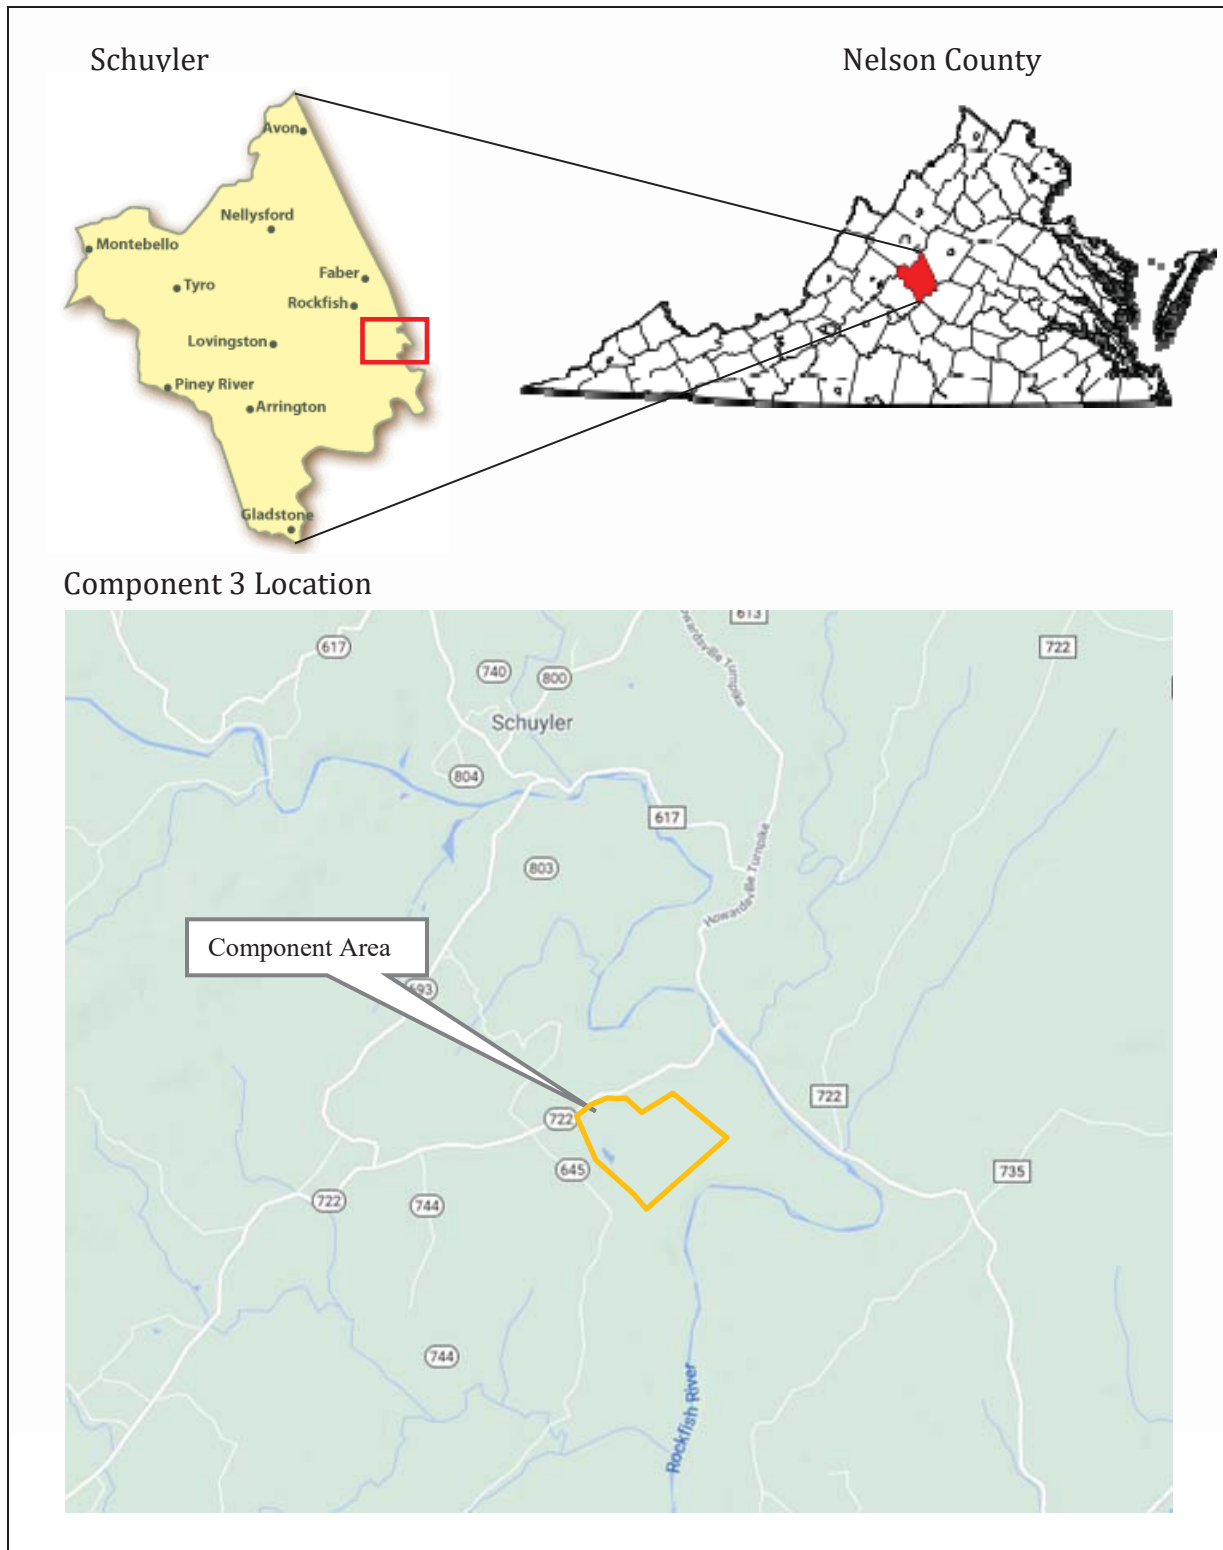 Schuyler
Nelson County
Avon
Nellysford
Montebello
Tyro
Faber
Rockfish
Lovingston
Piney River
Arrington
Gladstone
Component 3 Location
613
617
722
740
800
Howardsville Turnpike
Schuyler
804
617
803
Howardsville Turnpike
Component Area
693
722
722
645
735
722
744
744
Rockfish River